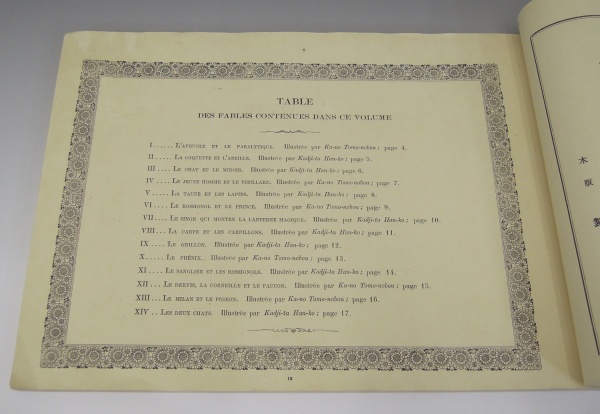 TABLE
DES FABLES CONTENUES DANS CE VOLUME
I..... L'AVEUGLE ET LE PARALYTIQUE. Illustrée par Ka-no Tomo-nobou; page 4.
II..... LA COQUETTE ET L'ABEILLE. Illustrée par Kadji-ta Han-ko; page 5.
III.... LE CHAT ET LE MIROIR. Illustrée par Kadji-ta Han-ko; page 6.
IV.... LE JEUNE HOMME ET LE VIEILLARD. Illustrée par Ka-no Tomo-nobou; page 7.
V..... LA TAUPE ET LES LAPINS. Illustrée par Kadji-ta Han-ko; page 8.
VI.... LE ROSSIGNOL ET LE PRINCE. Illustrée par Ka-no Tomo-nobou; page 9.
VII... LE SINGE QUI MONTRE LA LANTERNE MAGIQUE. Illustrée par Kadji-ta Han-ko; page 10.
VIII... LA CARPE ET LES CARPILLONS. Illustrée par Kadji-ta Han-ko; page 11.
IX.... LE GRILLON. Illustrée par Kadji-ta Han-ko; page 12.
X..... LE PHÉNIX. Illustrée par Ka-no Tomo-nobou; page 13.
XI.... LE SANGLIER ET LES ROSSIGNOLS. Illustrée par Kadji-ta Han-ko; page 14.
XII... LE DERVIS, LA CORNEILLE ET LE FAUCON. Illustrée par Ka-no Tomo-nobou; page 15.
XIII... LE MILAN ET LE PIGEON. Illustrée par Ka-no Tomo-nobou; page 16.
XIV.. LES DEUX CHATS. Illustrée par Kadji-ta Han-ko; page 17.
木版